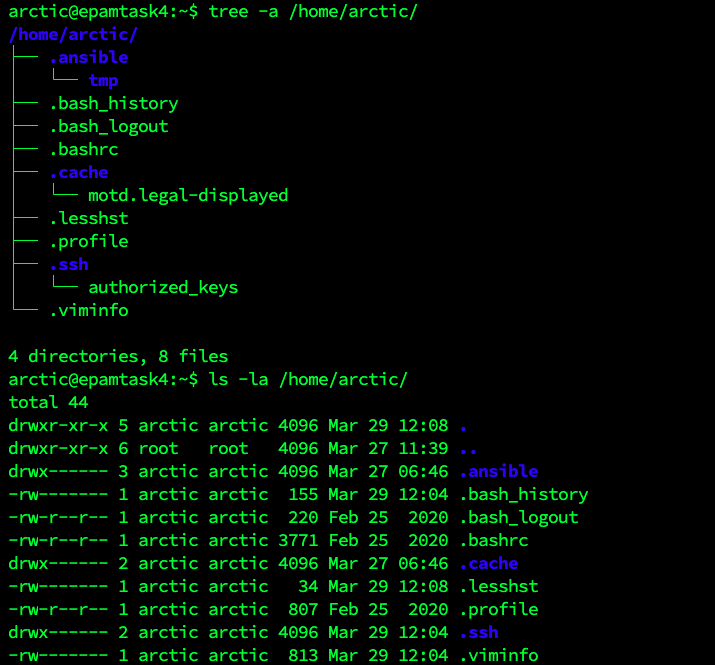 arctic@epamtask4:~$ tree -a /home/arctic/
/home/arctic/
├── .ansible
│   └── tmp
├── .bash_history
├── .bash_logout
├── .bashrc
├── .cache
│   └── motd.legal-displayed
├── .lesshst
├── .profile
├── .ssh
│   └── authorized_keys
└── .viminfo

4 directories, 8 files
arctic@epamtask4:~$ ls -la /home/arctic/
total 44
drwxr-xr-x 5 arctic arctic 4096 Mar 29 12:08 .
drwxr-xr-x 6 root   root   4096 Mar 27 11:39 ..
drwx------ 3 arctic arctic 4096 Mar 27 06:46 .ansible
-rw------- 1 arctic arctic  155 Mar 29 12:04 .bash_history
-rw-r--r-- 1 arctic arctic  220 Feb 25  2020 .bash_logout
-rw-r--r-- 1 arctic arctic 3771 Feb 25  2020 .bashrc
drwx------ 2 arctic arctic 4096 Mar 27 06:46 .cache
-rw------- 1 arctic arctic   34 Mar 29 12:08 .lesshst
-rw-r--r-- 1 arctic arctic  807 Feb 25  2020 .profile
drwx------ 2 arctic arctic 4096 Mar 29 12:04 .ssh
-rw------- 1 arctic arctic  813 Mar 29 12:04 .viminfo